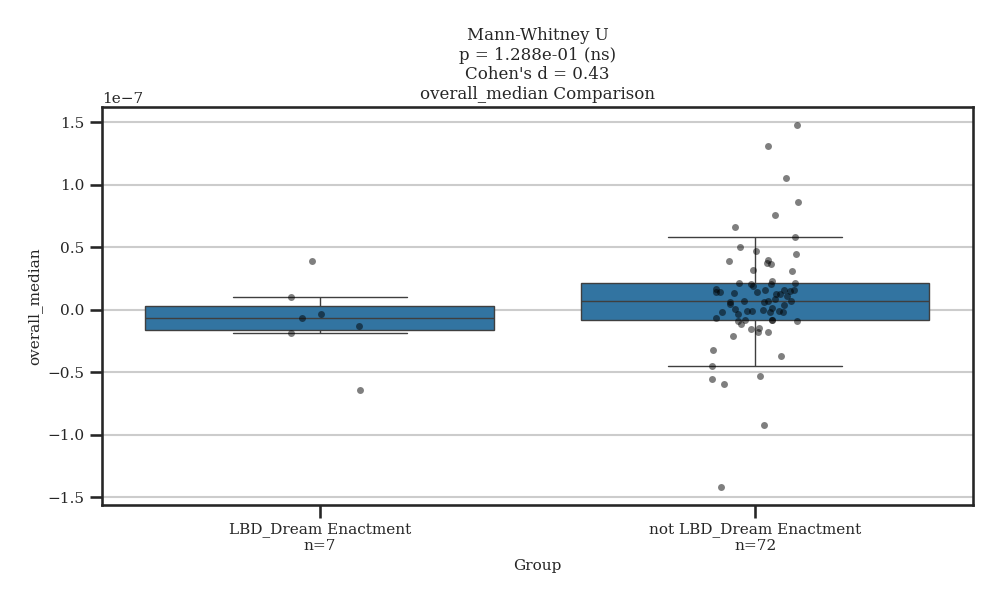 Mann-Whitney U
p = 1.288e-01 (ns)
Cohen's d = 0.43
overall_median Comparison
1e−7
1.5
1.0
0.5
0.0
−0.5
−1.0
−1.5
overall_median
LBD_Dream Enactment
n=7
not LBD_Dream Enactment
n=72
Group